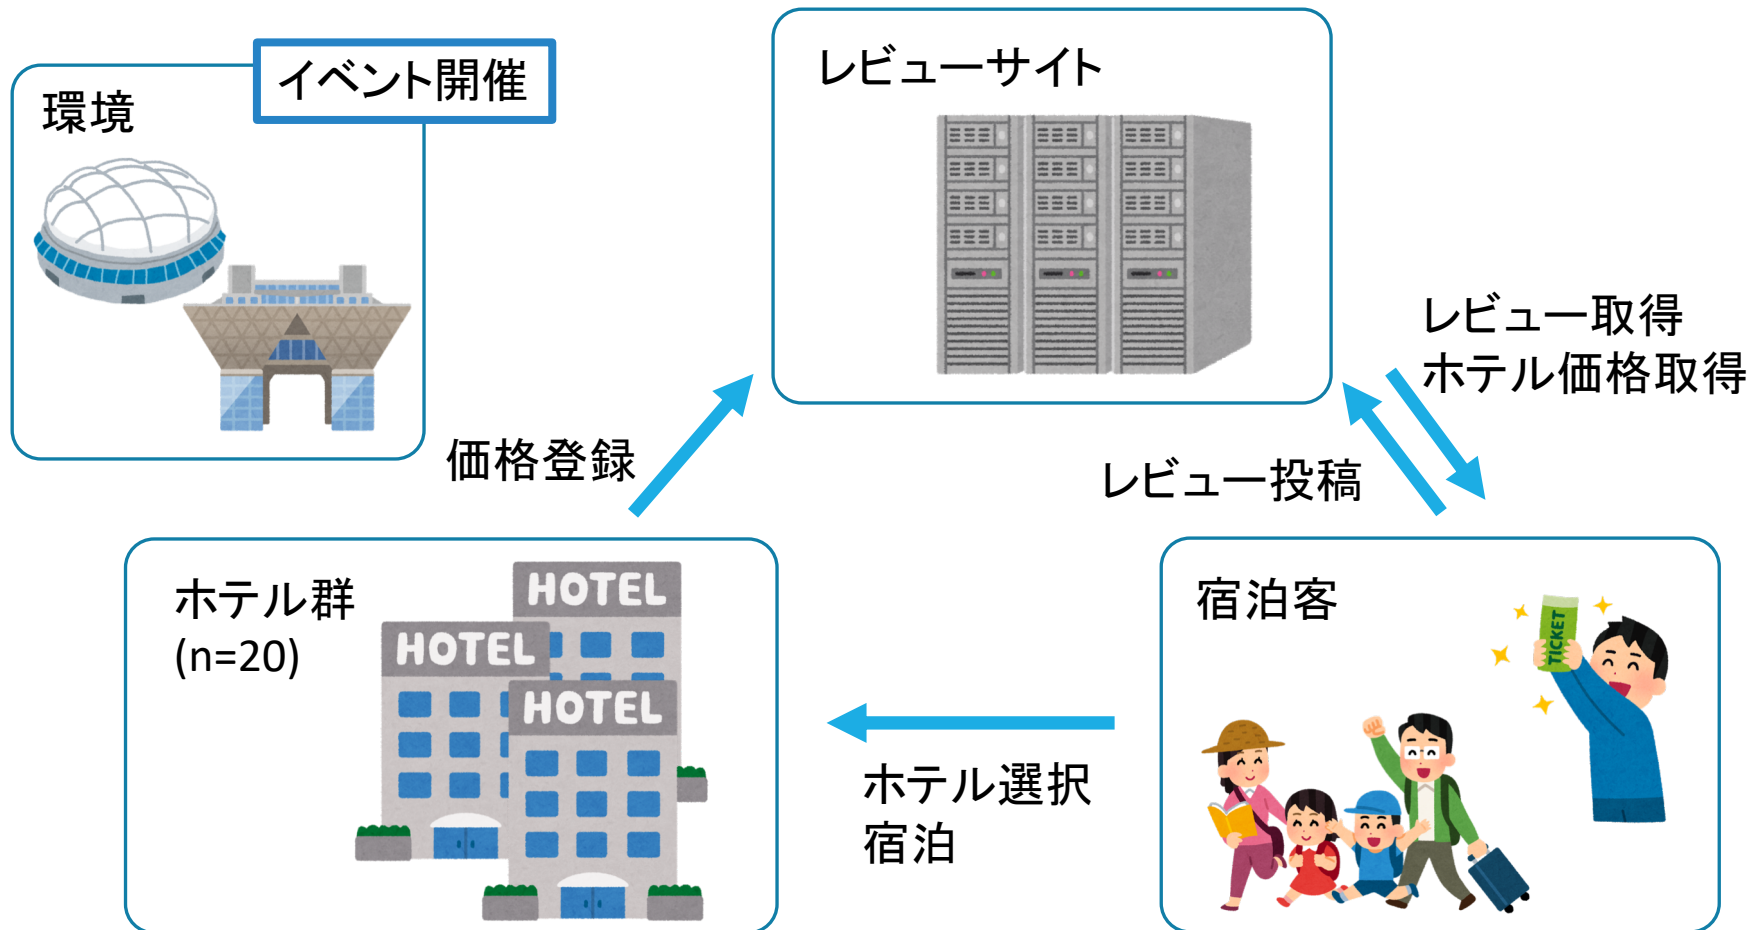 イベント開催
環境
レビューサイト
レビュー取得
ホテル価格取得
価格登録
レビュー投稿
ホテル群
(n=20)
HOTEL
HOTEL
HOTEL
宿泊客
TICKET
ホテル選択
宿泊